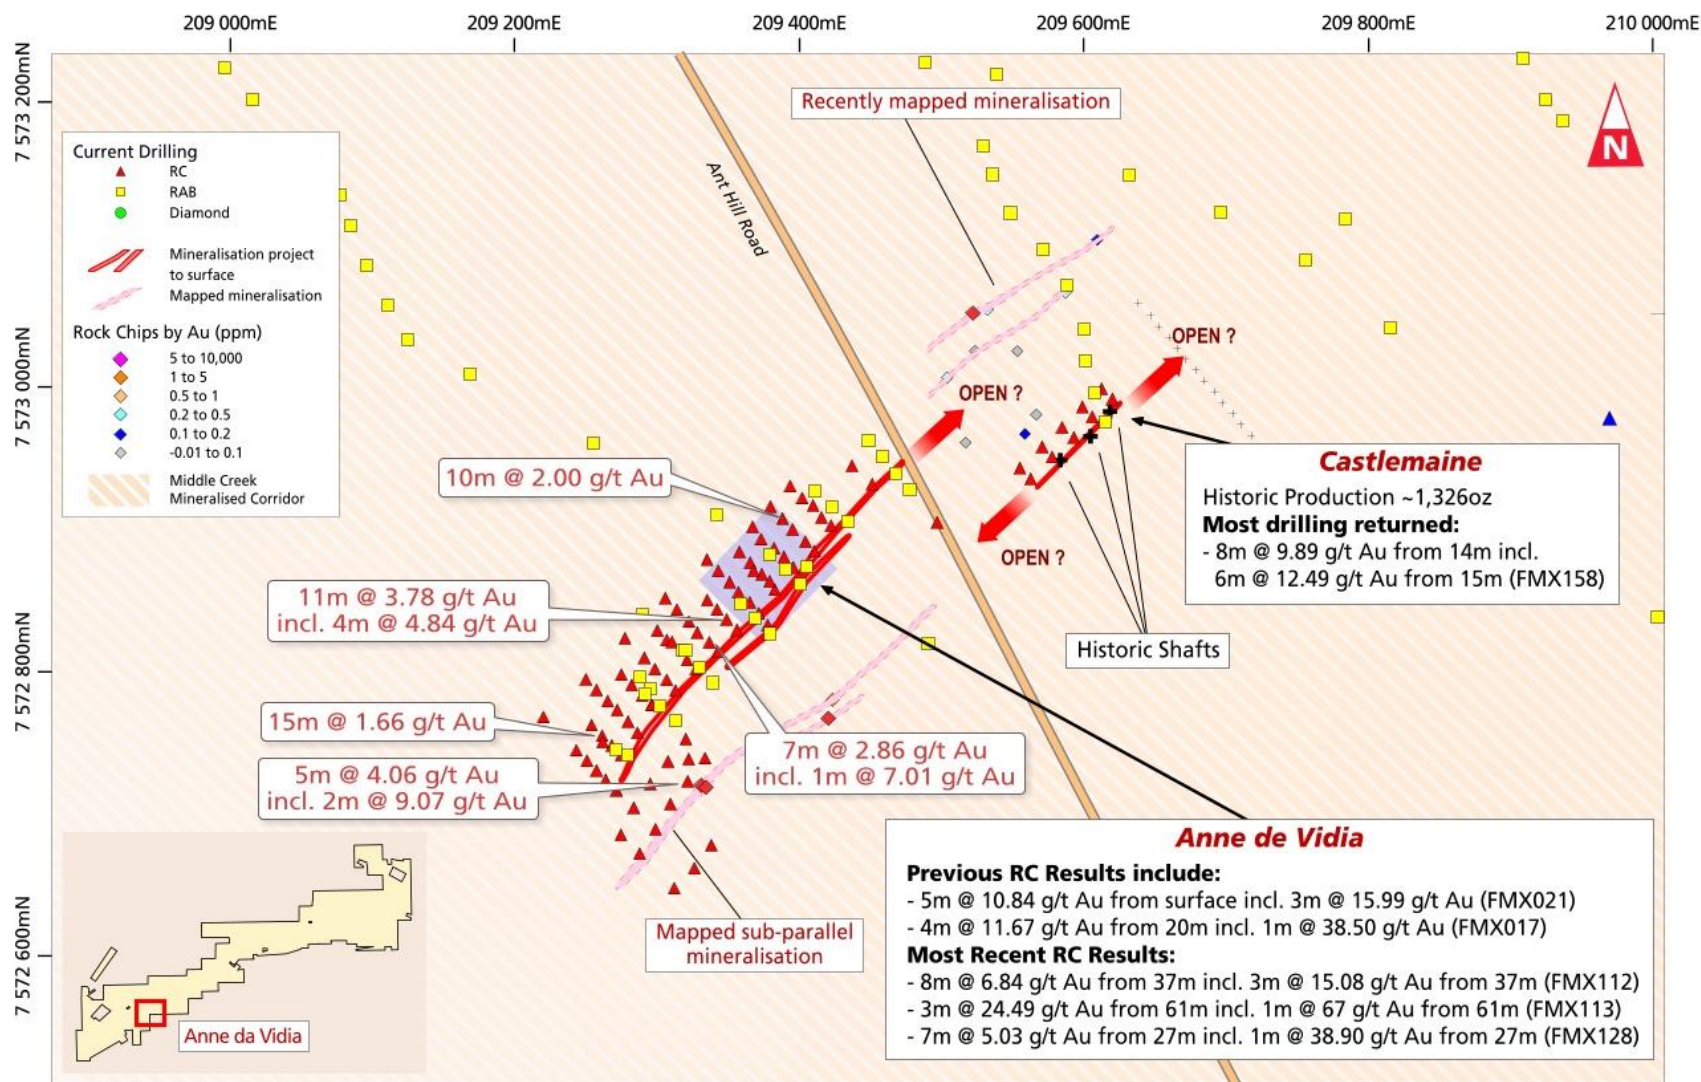 209 000mE
209 200mE
209 400mE
209 600mE
209 800mE
210 000mE
7 573 200mN
7 573 000mN
7 572 800mN
7 572 600mN
Current Drilling
RC
RAB
Diamond
Mineralisation project
to surface
Mapped mineralisation
Rock Chips by Au (ppm)
5 to 10,000
1 to 5
0.5 to 1
0.2 to 0.5
0.1 to 0.2
-0.01 to 0.1
Middle Creek
Mineralised Corridor
Recently mapped mineralisation
N
Ant Hill Road
OPEN ?
OPEN ?
OPEN ?
10m @ 2.00 g/t Au
Castlemaine
Historic Production ~1,326oz
Most drilling returned:
- 8m @ 9.89 g/t Au from 14m incl.
6m @ 12.49 g/t Au from 15m (FMX158)
11m @ 3.78 g/t Au
incl. 4m @ 4.84 g/t Au
Historic Shafts
15m @ 1.66 g/t Au
7m @ 2.86 g/t Au
incl. 1m @ 7.01 g/t Au
5m @ 4.06 g/t Au
incl. 2m @ 9.07 g/t Au
Mapped sub-parallel
mineralisation
Anne de Vidia
Previous RC Results include:
- 5m @ 10.84 g/t Au from surface incl. 3m @ 15.99 g/t Au (FMX021)
- 4m @ 11.67 g/t Au from 20m incl. 1m @ 38.50 g/t Au (FMX017)
Most Recent RC Results:
- 8m @ 6.84 g/t Au from 37m incl. 3m @ 15.08 g/t Au from 37m (FMX112)
- 3m @ 24.49 g/t Au from 61m incl. 1m @ 67 g/t Au from 61m (FMX113)
- 7m @ 5.03 g/t Au from 27m incl. 1m @ 38.90 g/t Au from 27m (FMX128)
Anne da Vidia